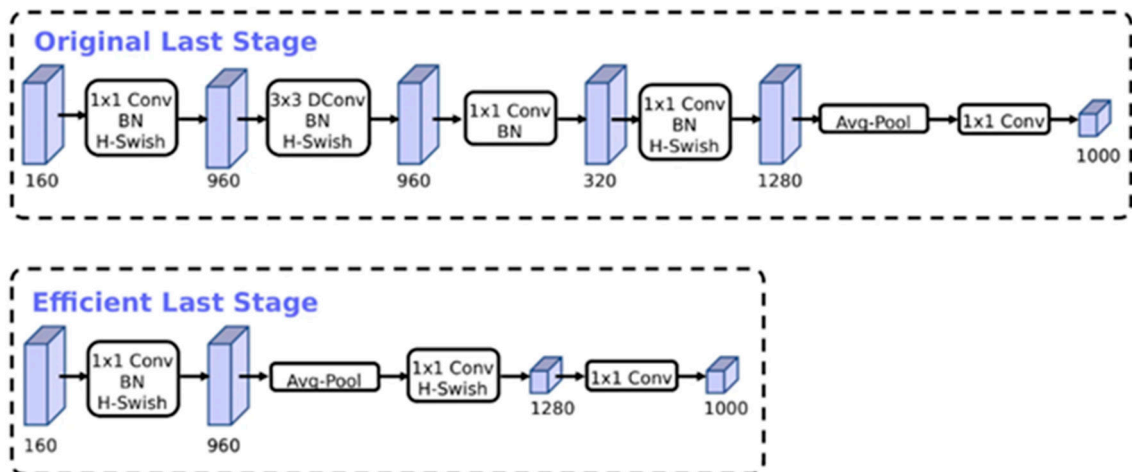 Original Last Stage
1x1 Conv
BN
H-Swish
3x3 DConv
BN
H-Swish
1x1 Conv
BN
1x1 Conv
BN
H-Swish
Avg-Pool
1x1 Conv
160
960
960
320
1280
1000
Efficient Last Stage
1x1 Conv
BN
H-Swish
Avg-Pool
1x1 Conv
H-Swish
1x1 Conv
160
960
1280
1000